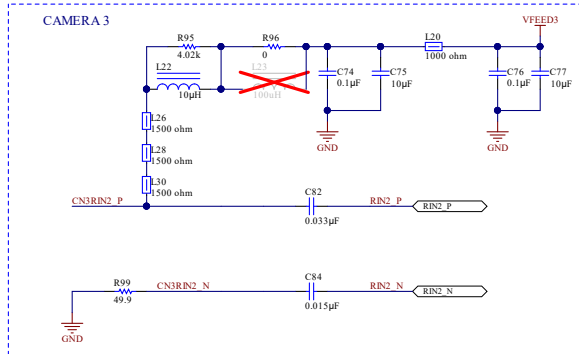 CAMERA 3
VFEED3
R95
4.02k
R96
0
L20
1000 ohm
L22
10µH
L23
100uH
C74
0.1µF
C75
10µF
C76
0.1µF
C77
10µF
GND
GND
L26
1500 ohm
L28
1500 ohm
L30
1500 ohm
CN3RIN2_P
C82
0.033µF
RIN2_P
RIN2_P
R99
49.9
CN3RIN2_N
C84
0.015µF
RIN2_N
RIN2_N
GND